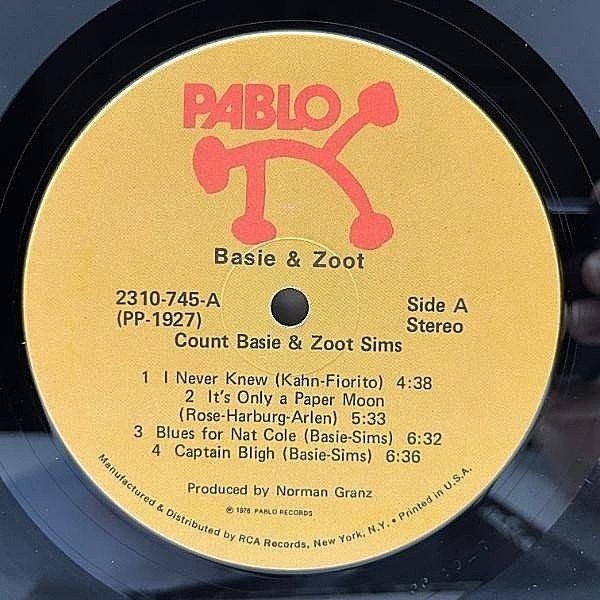 PABLO
Basie & Zoot
2310-745-A
(PP-1927)
Side A
Stereo
Count Basie & Zoot Sims
1 I Never Knew (Kahn-Fiorito) 4:38
2 It's Only a Paper Moon
(Rose-Harburg-Arlen) 5:33
3 Blues for Nat Cole (Basie-Sims) 6:32
4 Captain Bligh (Basie-Sims) 6:36
Produced by Norman Granz
℗ 1976 PABLO RECORDS
Manufactured & Distributed by RCA Records, New York, N.Y. • Printed in U.S.A.